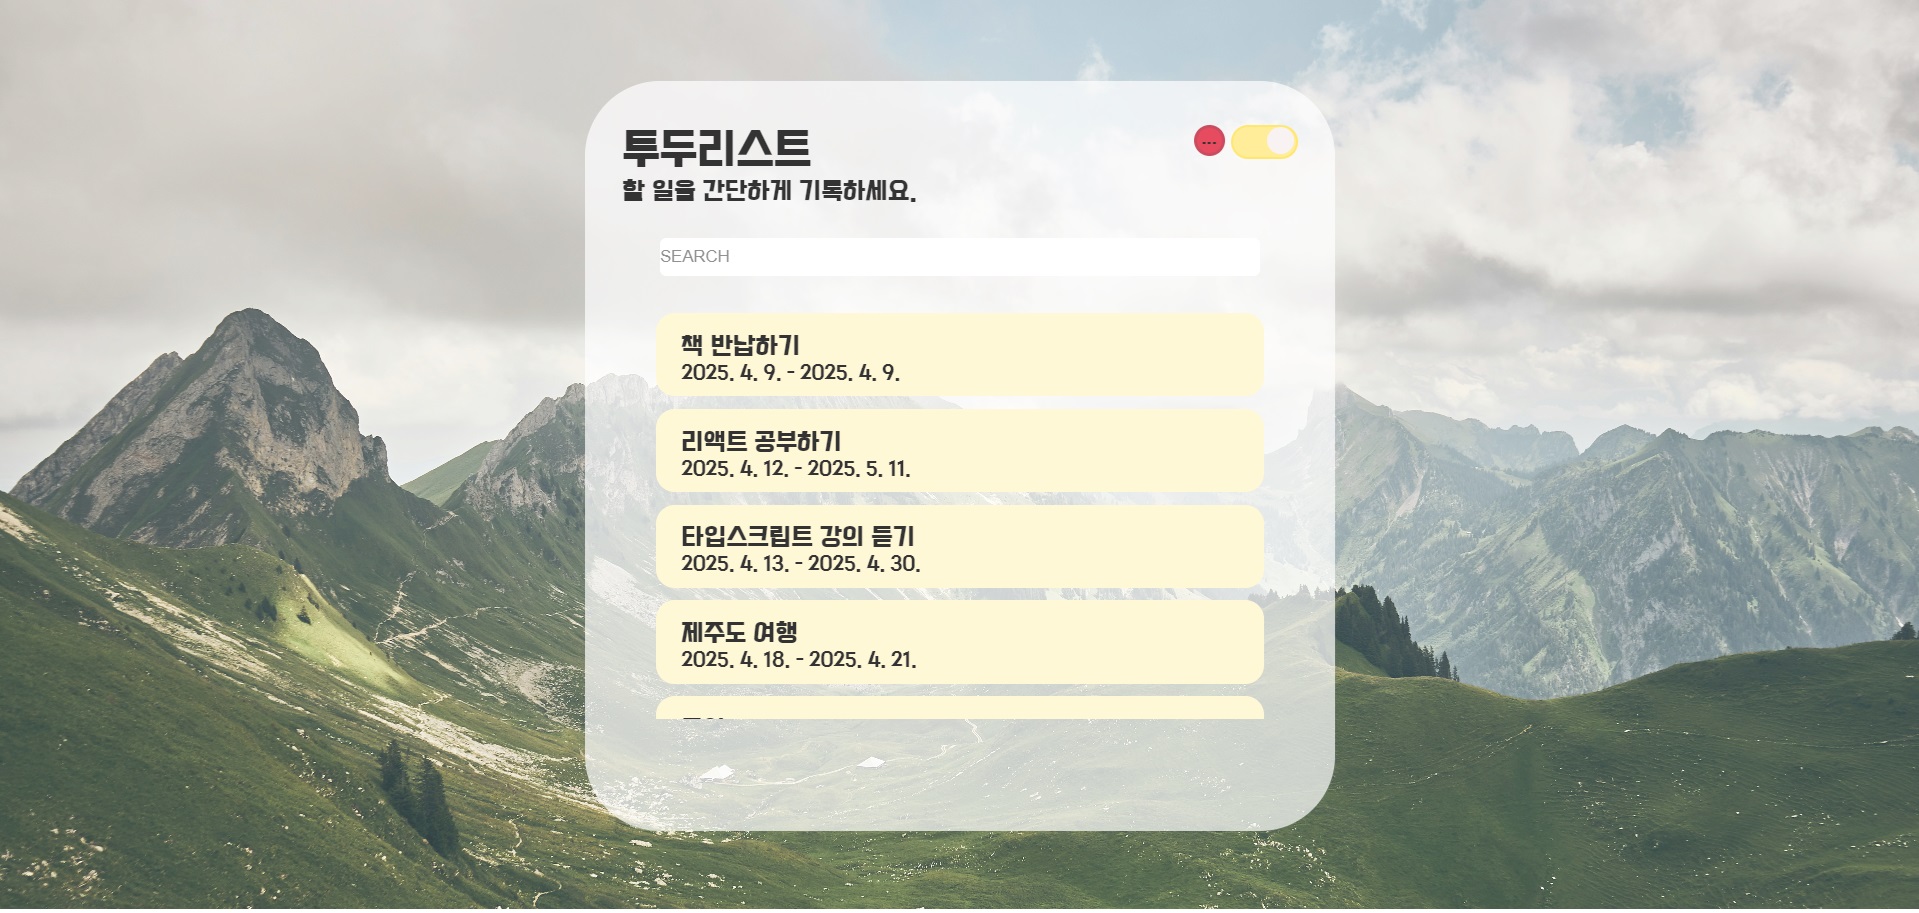 투두리스트
...
할 일을 간단하게 기록하세요.
SEARCH
책 반납하기
2025. 4. 9. - 2025. 4. 9.
리액트 공부하기
2025. 4. 12. - 2025. 5. 11.
타입스크립트 강의 듣기
2025. 4. 13. - 2025. 4. 30.
제주도 여행
2025. 4. 18. - 2025. 4. 21.